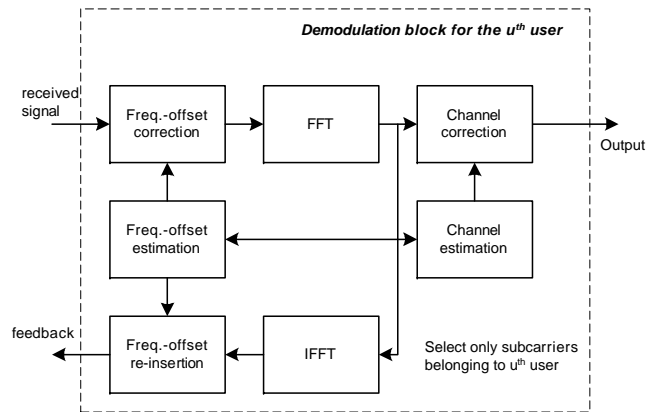 Demodulation block for the uth user
received
signal
Freq.-offset
correction
FFT
Channel
correction
Output
Freq.-offset
estimation
Channel
estimation
feedback
Freq.-offset
re-insertion
IFFT
Select only subcarriers
belonging to uth user